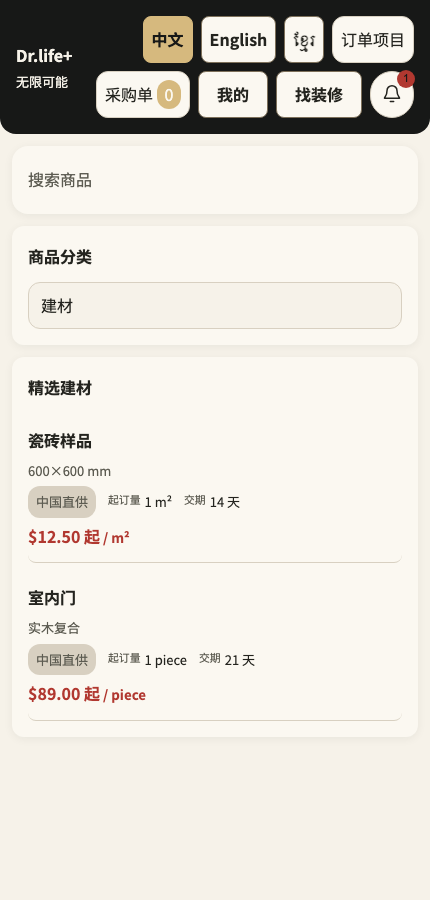 Dr.life+
无限可能
中文 English ខ្មែរ 订单项目
采购单 0 我的 找装修 1
搜索商品
商品分类
建材
精选建材
瓷砖样品
600×600 mm
中国直供 起订量 1 m² 交期 14 天
$12.50 起 / m²
室内门
实木复合
中国直供 起订量 1 piece 交期 21 天
$89.00 起 / piece